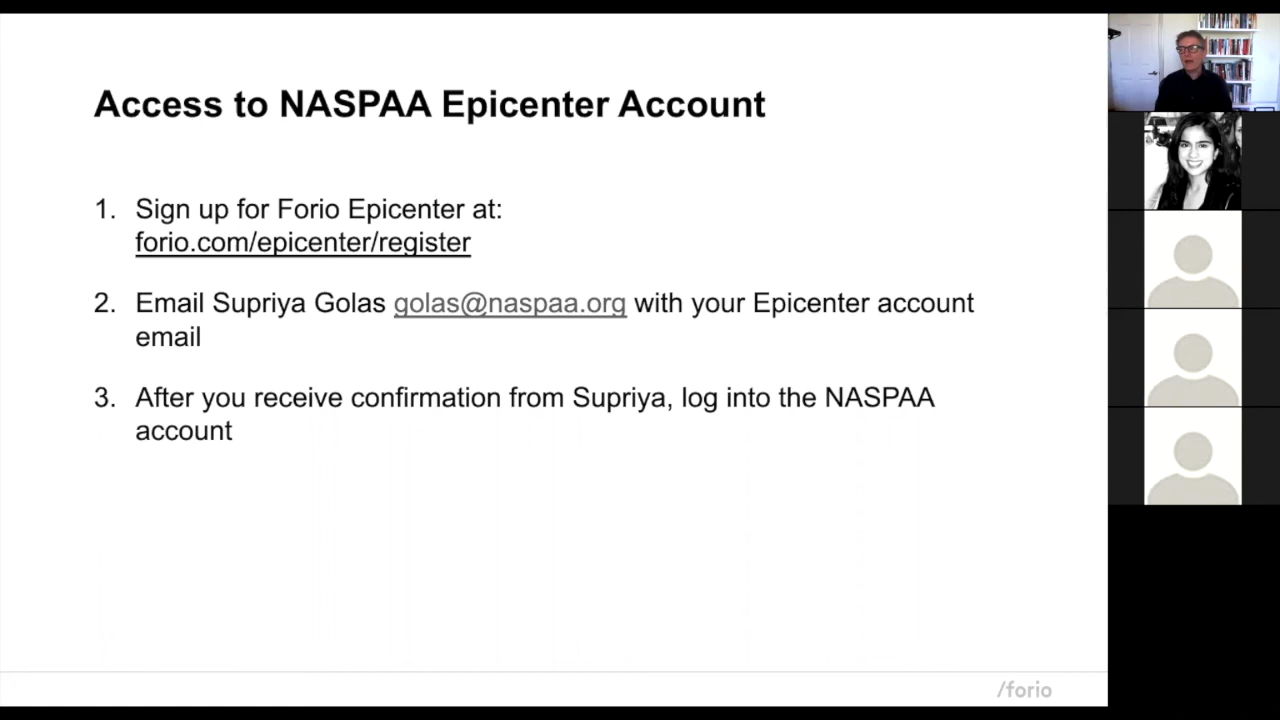 Access to NASPAA Epicenter Account
1. Sign up for Forio Epicenter at:
forio.com/epicenter/register
2. Email Supriya Golas golas@naspaa.org with your Epicenter account
email
3. After you receive confirmation from Supriya, log into the NASPAA
account
/forio